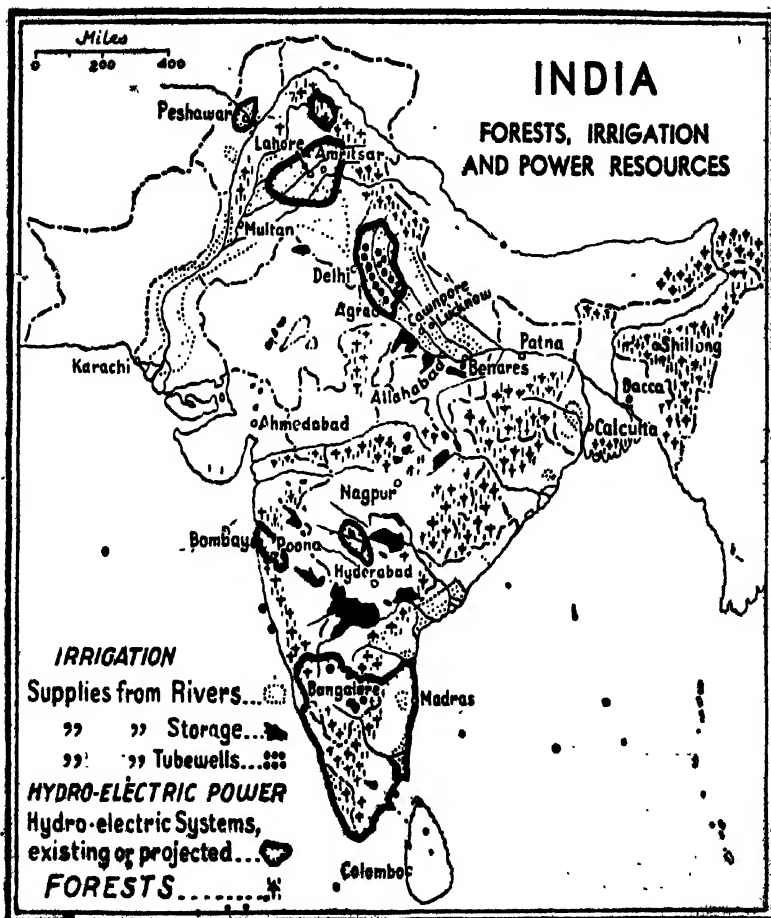 Miles
0 200 400
INDIA
FORESTS, IRRIGATION
AND POWER RESOURCES
Peshawar
Lahore
Amritsar
Multan
Delhi
Agra
Cawnpore
Lucknow
Karachi
Patna
Shillong
Benares
Allahabad
Dacca
Ahmedabad
Calcutta
Nagpur
Bombay
Poona
Hyderabad
IRRIGATION
Supplies from Rivers...
” ” Storage...
” ” Tubewells...
Bangalore
Madras
HYDRO-ELECTRIC POWER
Hydro-electric Systems,
existing or projected...
Colombo
FORESTS........